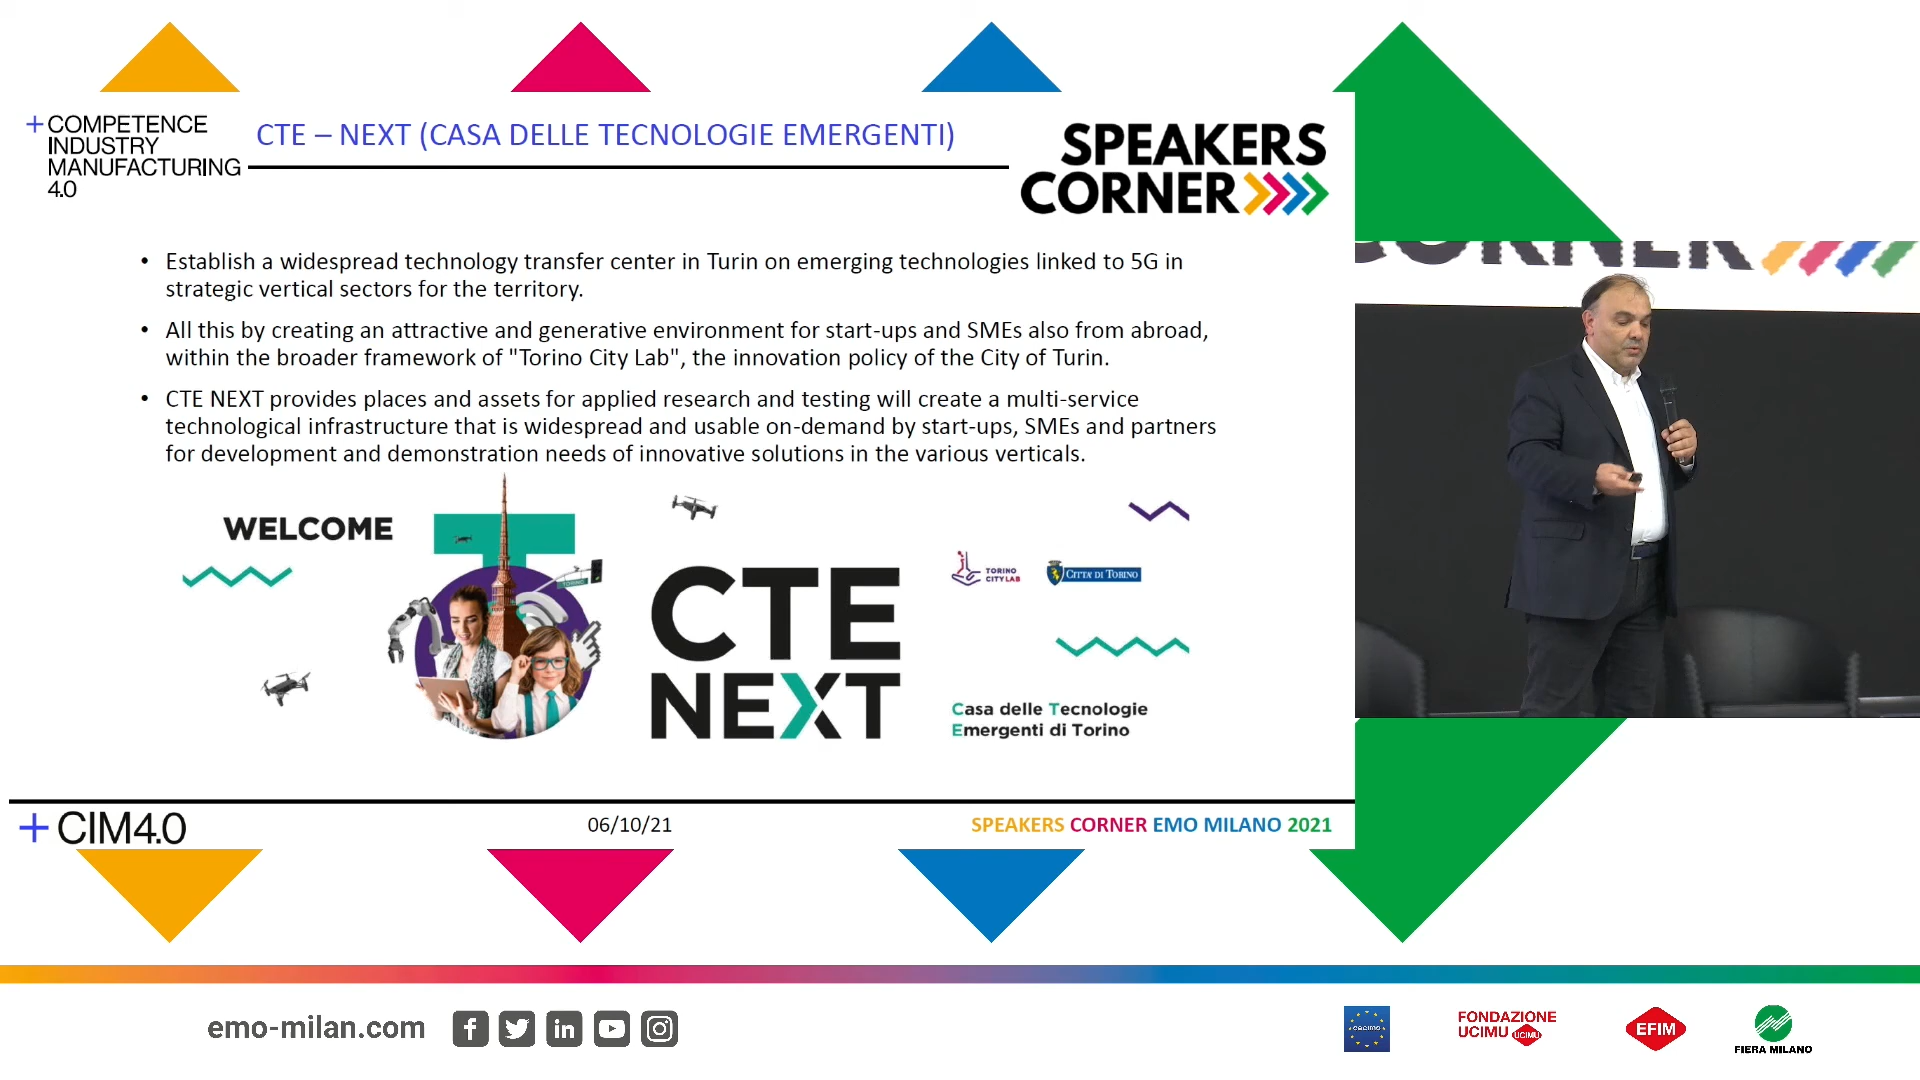 +COMPETENCE
INDUSTRY
MANUFACTURING
4.0
CTE – NEXT (CASA DELLE TECNOLOGIE EMERGENTI)
SPEAKERS
CORNER
• Establish a widespread technology transfer center in Turin on emerging technologies linked to 5G in
strategic vertical sectors for the territory.
• All this by creating an attractive and generative environment for start-ups and SMEs also from abroad,
within the broader framework of "Torino City Lab", the innovation policy of the City of Turin.
• CTE NEXT provides places and assets for applied research and testing will create a multi-service
technological infrastructure that is widespread and usable on-demand by start-ups, SMEs and partners
for development and demonstration needs of innovative solutions in the various verticals.
WELCOME
T
TORINO
CTE
NEXT
TORINO
CITYLAB
CITTA' DI TORINO
Casa delle Tecnologie
Emergenti di Torino
+CIM4.0
06/10/21
SPEAKERS CORNER EMO MILANO 2021
CORNER
emo-milan.com
cecimo
FONDAZIONE
UCIMU
UCIMU
EFIM
FIERA MILANO